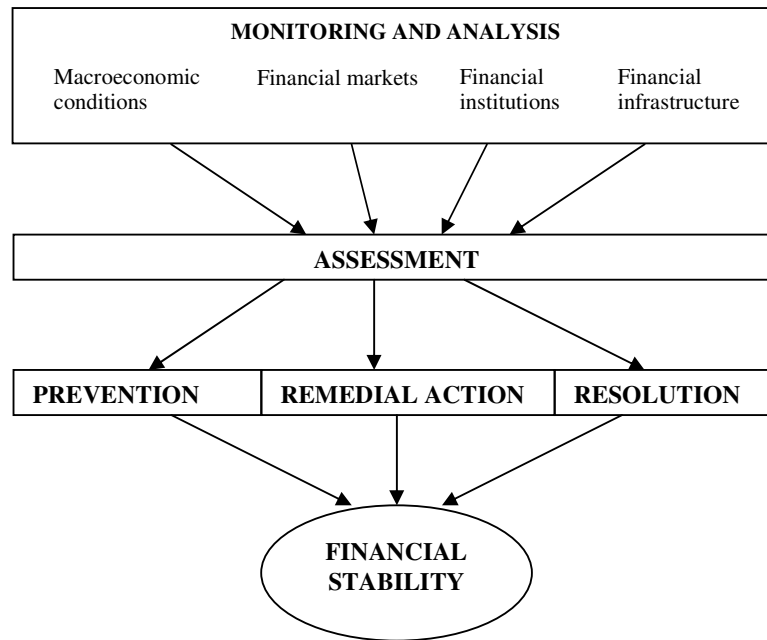 MONITORING AND ANALYSIS
Macroeconomic
conditions
Financial markets
Financial
institutions
Financial
infrastructure
ASSESSMENT
PREVENTION
REMEDIAL ACTION
RESOLUTION
FINANCIAL
STABILITY